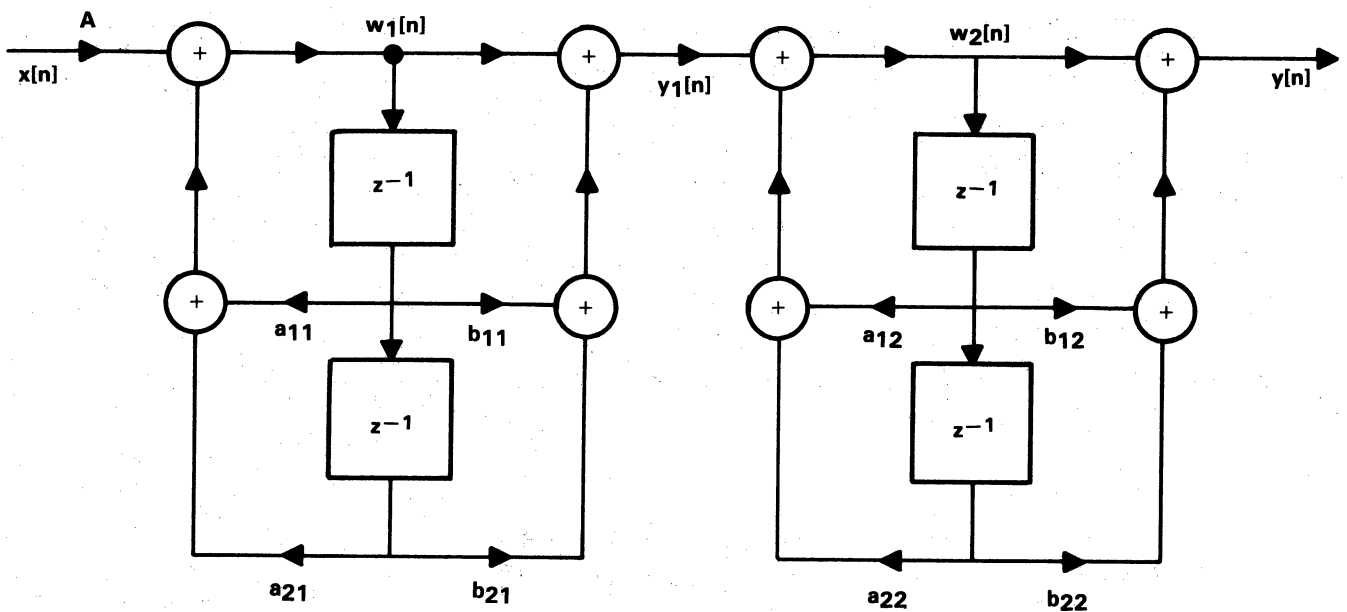 A
w1[n]
w2[n]
+
+
+
+
x[n]
y1[n]
y[n]
z−1
z−1
+
+
+
+
a11
b11
a12
b12
z−1
z−1
a21
b21
a22
b22